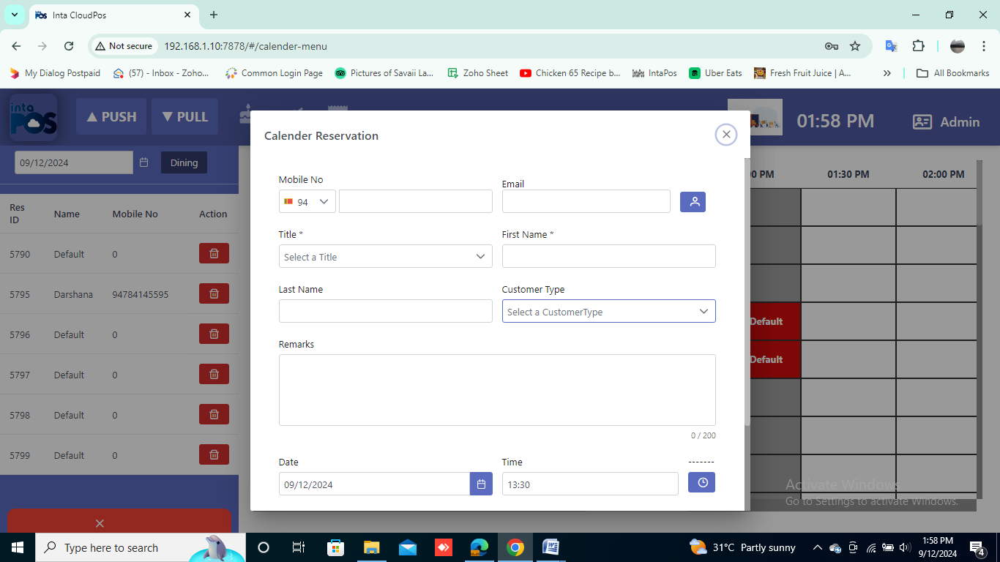 Inta CloudPos
Not secure
192.168.1.10:7878/#/calender-menu
My Dialog Postpaid
(57) - Inbox - Zoho...
Common Login Page
Pictures of Savaii La...
Zoho Sheet
Chicken 65 Recipe b...
IntaPos
Uber Eats
Fresh Fruit Juice | A...
All Bookmarks
inta
POS
PUSH
PULL
01:58 PM
Admin
09/12/2024
Dining
Res ID
Name
Mobile No
Action
5790 Default 0
5795 Darshana 94784145595
5796 Default 0
5797 Default 0
5798 Default 0
5799 Default 0
Calender Reservation
Mobile No
94
Email
Title *
Select a Title
First Name *
Last Name
Customer Type
Select a CustomerType
Remarks
0 / 200
Date
09/12/2024
Time
13:30
-------
0 PM
01:30 PM
02:00 PM
Default
Default
Activate Windows
Go to Settings to activate Windows.
Type here to search
31°C Partly sunny
1:58 PM
9/12/2024
4